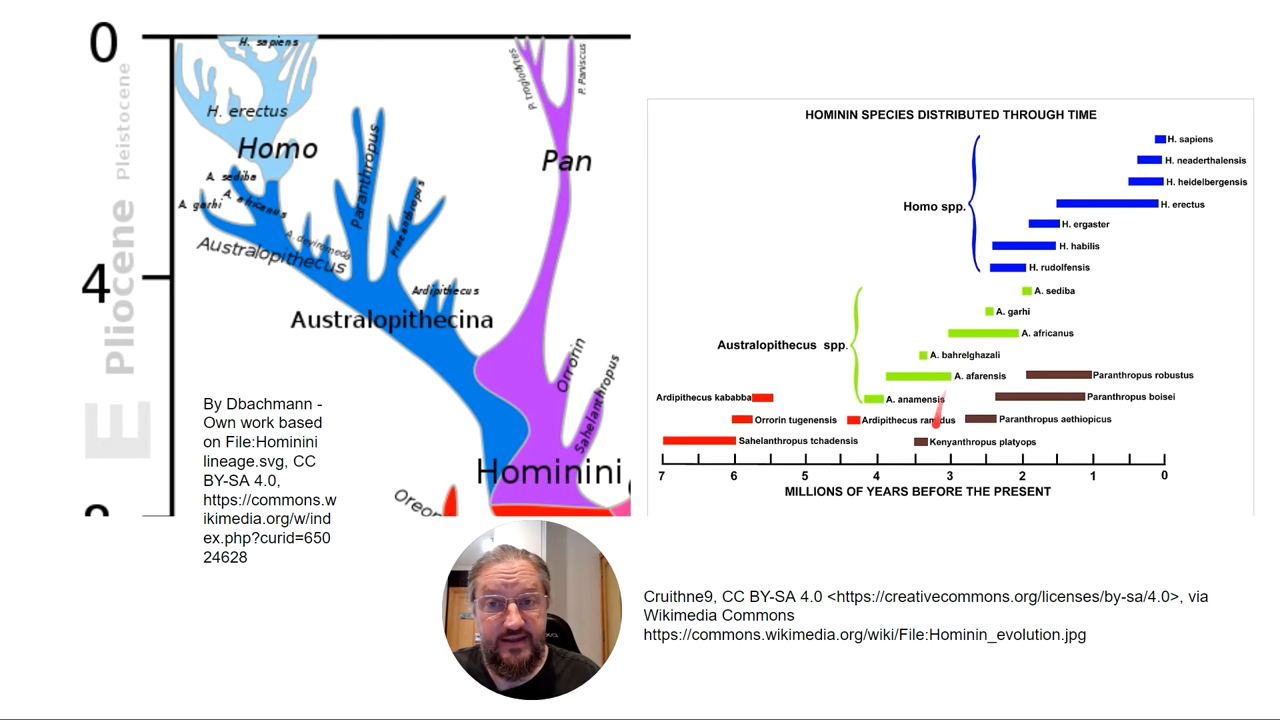 0
H. sapiens
Pleistocene
H. erectus
Homo
A. sediba
A. garhi
A. africanus
Australopithecus
A. deyiremeda
Paranthropus
Ardipithecus
Australopithecina
P. troglodytes
P. Paniscus
Pan
Orrorin
Sahelanthropus
Hominini
4
Pliocene
By Dbachmann -
Own work based
on File:Hominini
lineage.svg, CC
BY-SA 4.0,
https://commons.w
ikimedia.org/w/ind
ex.php?curid=650
24628
HOMININ SPECIES DISTRIBUTED THROUGH TIME
H. sapiens
H. neaderthalensis
H. heidelbergensis
Homo spp.
H. erectus
H. ergaster
H. habilis
H. rudolfensis
A. sediba
A. garhi
A. africanus
Australopithecus spp.
A. bahrelghazali
A. afarensis
Paranthropus robustus
Ardipithecus kababba
A. anamensis
Paranthropus boisei
Orrorin tugenensis
Ardipithecus ramidus
Paranthropus aethiopicus
Sahelanthropus tchadensis
Kenyanthropus platyops
7 6 5 4 3 2 1 0
MILLIONS OF YEARS BEFORE THE PRESENT
Cruithne9, CC BY-SA 4.0 <https://creativecommons.org/licenses/by-sa/4.0>, via
Wikimedia Commons
https://commons.wikimedia.org/wiki/File:Hominin_evolution.jpg